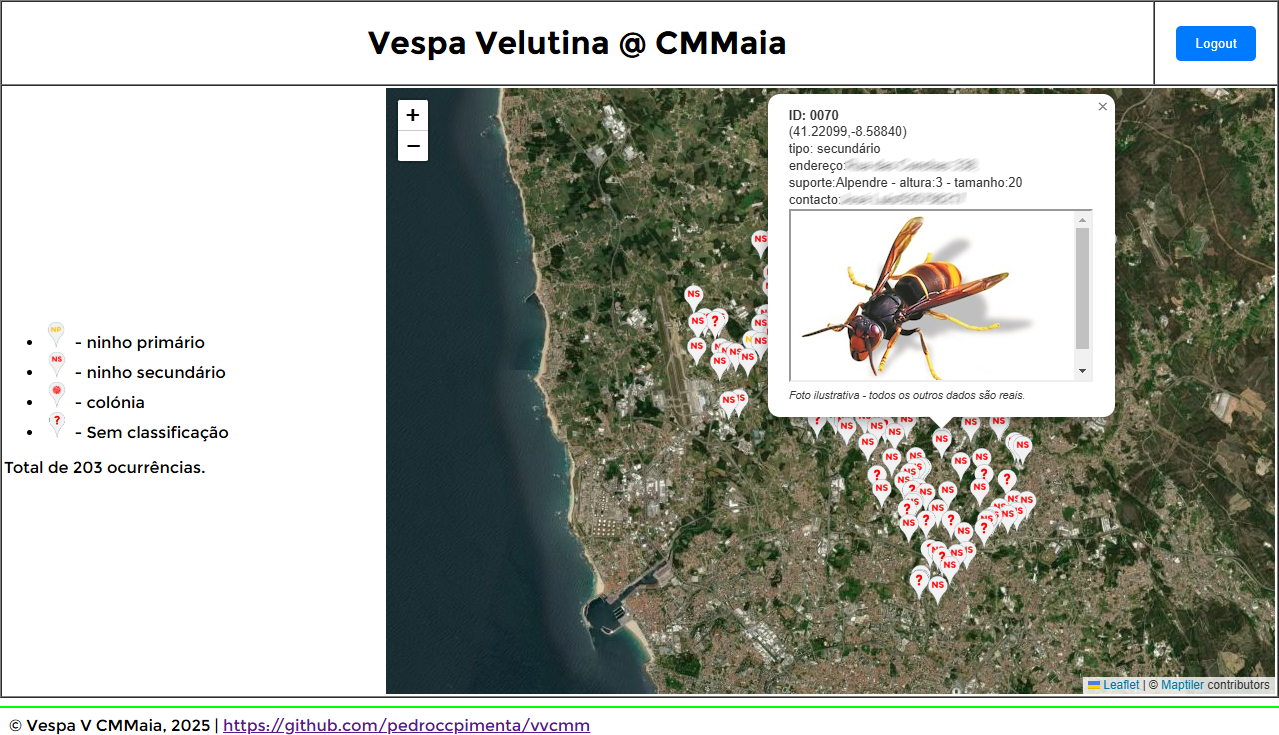 Vespa Velutina @ CMMaia
Logout
+
−
ID: 0070
(41.22099,-8.58840)
tipo: secundário
endereço:
suporte:Alpendre - altura:3 - tamanho:20
contacto:
Foto ilustrativa - todos os outros dados são reais.
NP - ninho primário
NS - ninho secundário
- colónia
? - Sem classificação
Total de 203 ocurrências.
Leaflet | © Maptiler contributors
© Vespa V CMMaia, 2025 | https://github.com/pedroccpimenta/vvcmm